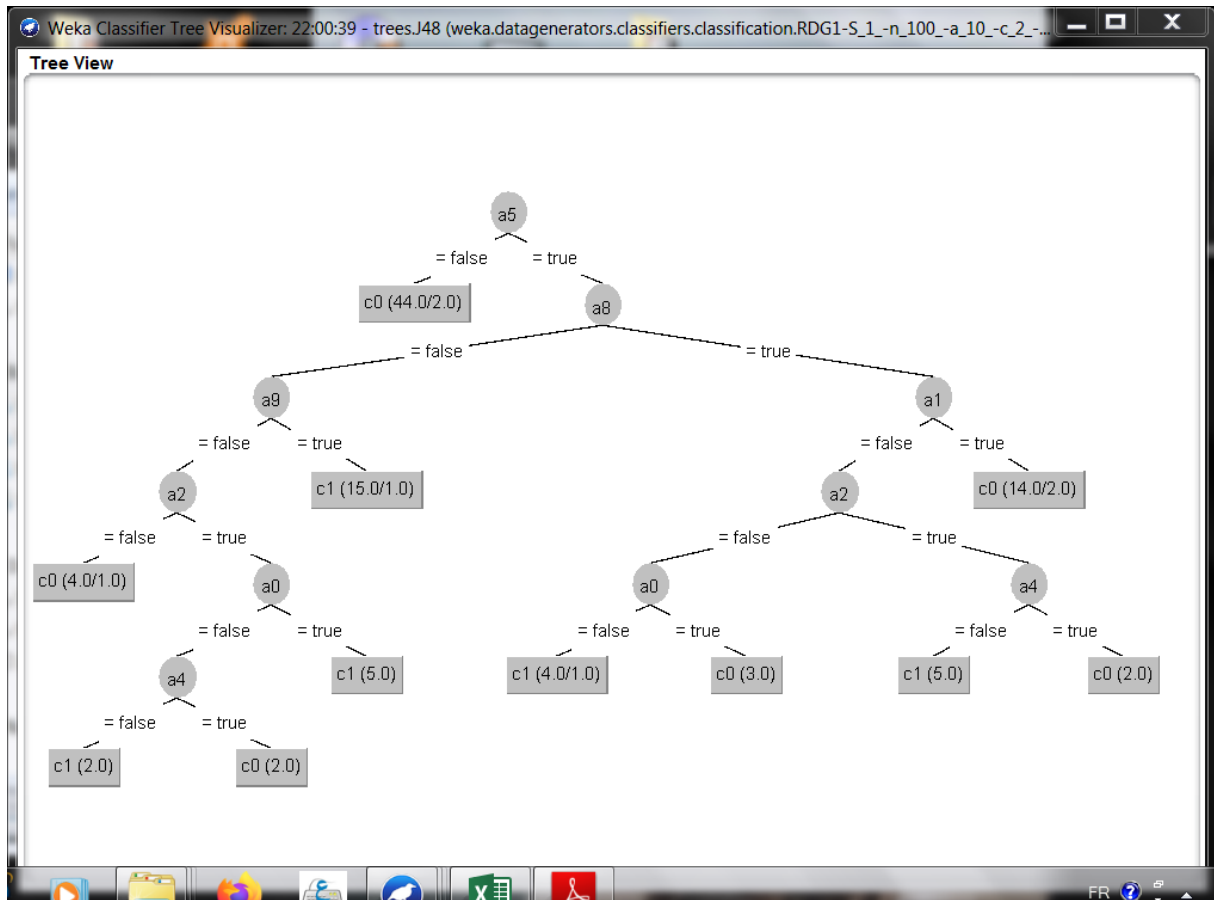 Weka Classifier Tree Visualizer: 22:00:39 - trees.J48 (weka.datagenerators.classifiers.classification.RDG1-S_1_-n_100_-a_10_-c_2_-...
Tree View
a5
= false = true
c0 (44.0/2.0) a8
= false = true
a9 a1
= false = true = false = true
a2 c1 (15.0/1.0) a2 c0 (14.0/2.0)
= false = true = false = true
c0 (4.0/1.0) a0 a0 a4
= false = true = false = true = false = true
a4 c1 (5.0) c1 (4.0/1.0) c0 (3.0) c1 (5.0) c0 (2.0)
= false = true
c1 (2.0) c0 (2.0)
FR